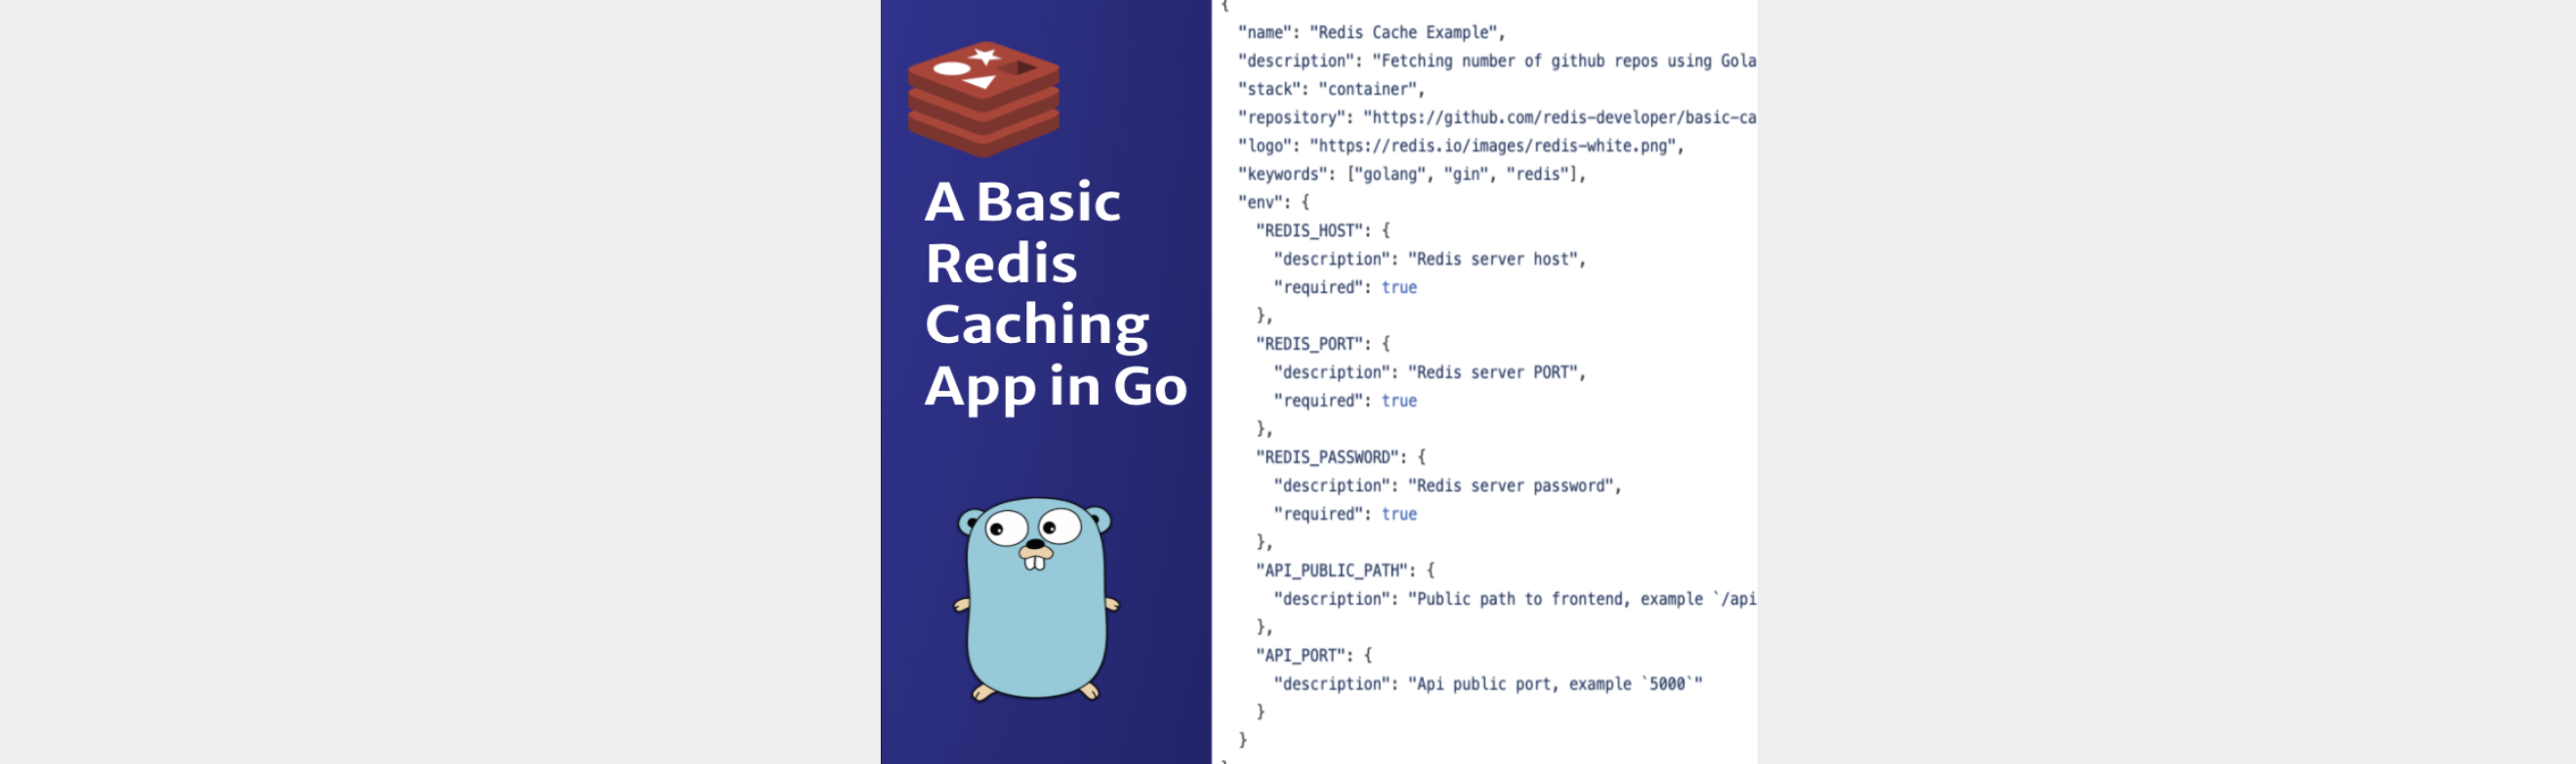 A Basic
Redis
Caching
App in Go
{
"name": "Redis Cache Example",
"description": "Fetching number of github repos using Gola
"stack": "container",
"repository": "https://github.com/redis-developer/basic-ca
"logo": "https://redis.io/images/redis-white.png",
"keywords": ["golang", "gin", "redis"],
"env": {
"REDIS_HOST": {
"description": "Redis server host",
"required": true
},
"REDIS_PORT": {
"description": "Redis server PORT",
"required": true
},
"REDIS_PASSWORD": {
"description": "Redis server password",
"required": true
},
"API_PUBLIC_PATH": {
"description": "Public path to frontend, example `/api
},
"API_PORT": {
"description": "Api public port, example `5000`"
}
}
}